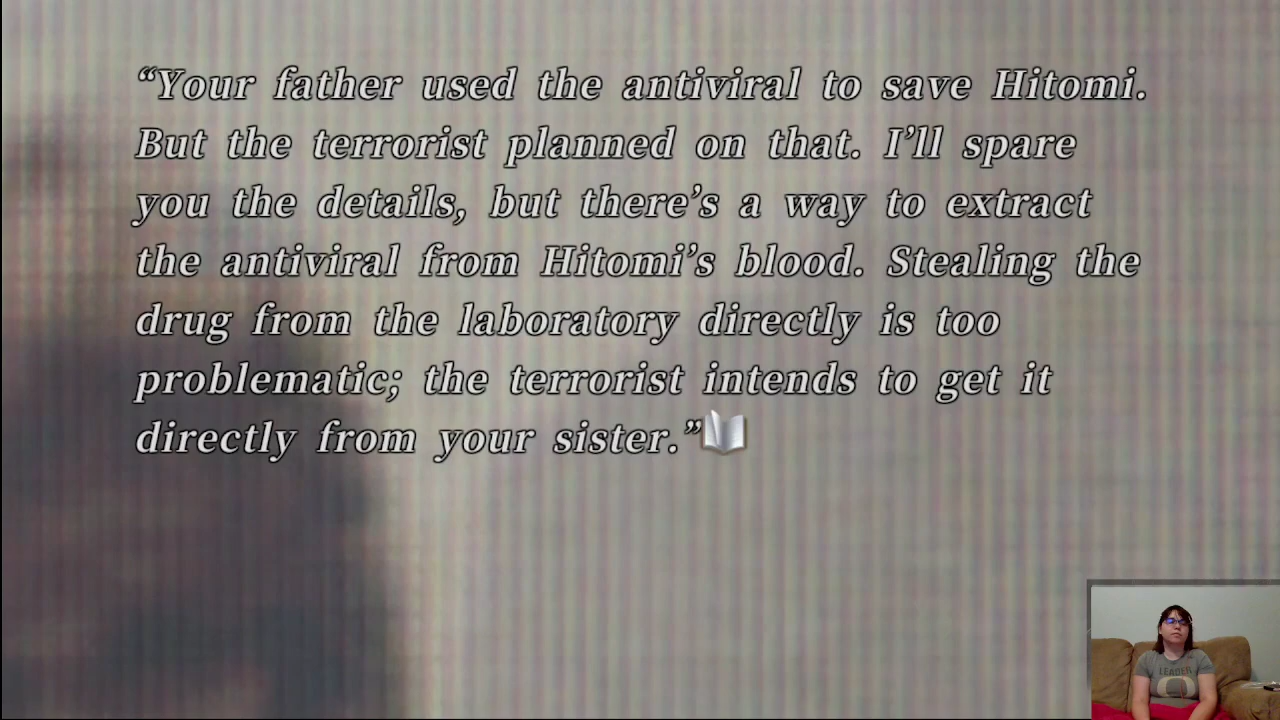 “Your father used the antiviral to save Hitomi.
But the terrorist planned on that. I’ll spare
you the details, but there’s a way to extract
the antiviral from Hitomi’s blood. Stealing the
drug from the laboratory directly is too
problematic; the terrorist intends to get it
directly from your sister.”
LEADER